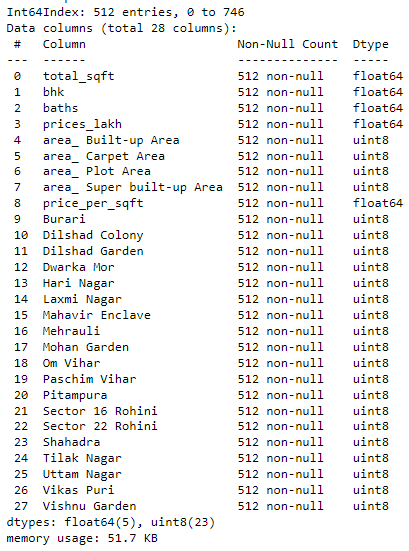 Int64Index: 512 entries, 0 to 746
Data columns (total 28 columns):
 #   Column                    Non-Null Count  Dtype
---  ------                    --------------  -----
 0   total_sqft                512 non-null    float64
 1   bhk                       512 non-null    float64
 2   baths                     512 non-null    float64
 3   prices_lakh               512 non-null    float64
 4   area_ Built-up Area       512 non-null    uint8
 5   area_ Carpet Area         512 non-null    uint8
 6   area_ Plot Area           512 non-null    uint8
 7   area_ Super built-up Area 512 non-null    uint8
 8   price_per_sqft            512 non-null    float64
 9   Burari                    512 non-null    uint8
 10  Dilshad Colony            512 non-null    uint8
 11  Dilshad Garden            512 non-null    uint8
 12  Dwarka Mor                512 non-null    uint8
 13  Hari Nagar                512 non-null    uint8
 14  Laxmi Nagar               512 non-null    uint8
 15  Mahavir Enclave           512 non-null    uint8
 16  Mehrauli                  512 non-null    uint8
 17  Mohan Garden              512 non-null    uint8
 18  Om Vihar                  512 non-null    uint8
 19  Paschim Vihar             512 non-null    uint8
 20  Pitampura                 512 non-null    uint8
 21  Sector 16 Rohini          512 non-null    uint8
 22  Sector 22 Rohini          512 non-null    uint8
 23  Shahadra                  512 non-null    uint8
 24  Tilak Nagar               512 non-null    uint8
 25  Uttam Nagar               512 non-null    uint8
 26  Vikas Puri                512 non-null    uint8
 27  Vishnu Garden             512 non-null    uint8
dtypes: float64(5), uint8(23)
memory usage: 51.7 KB